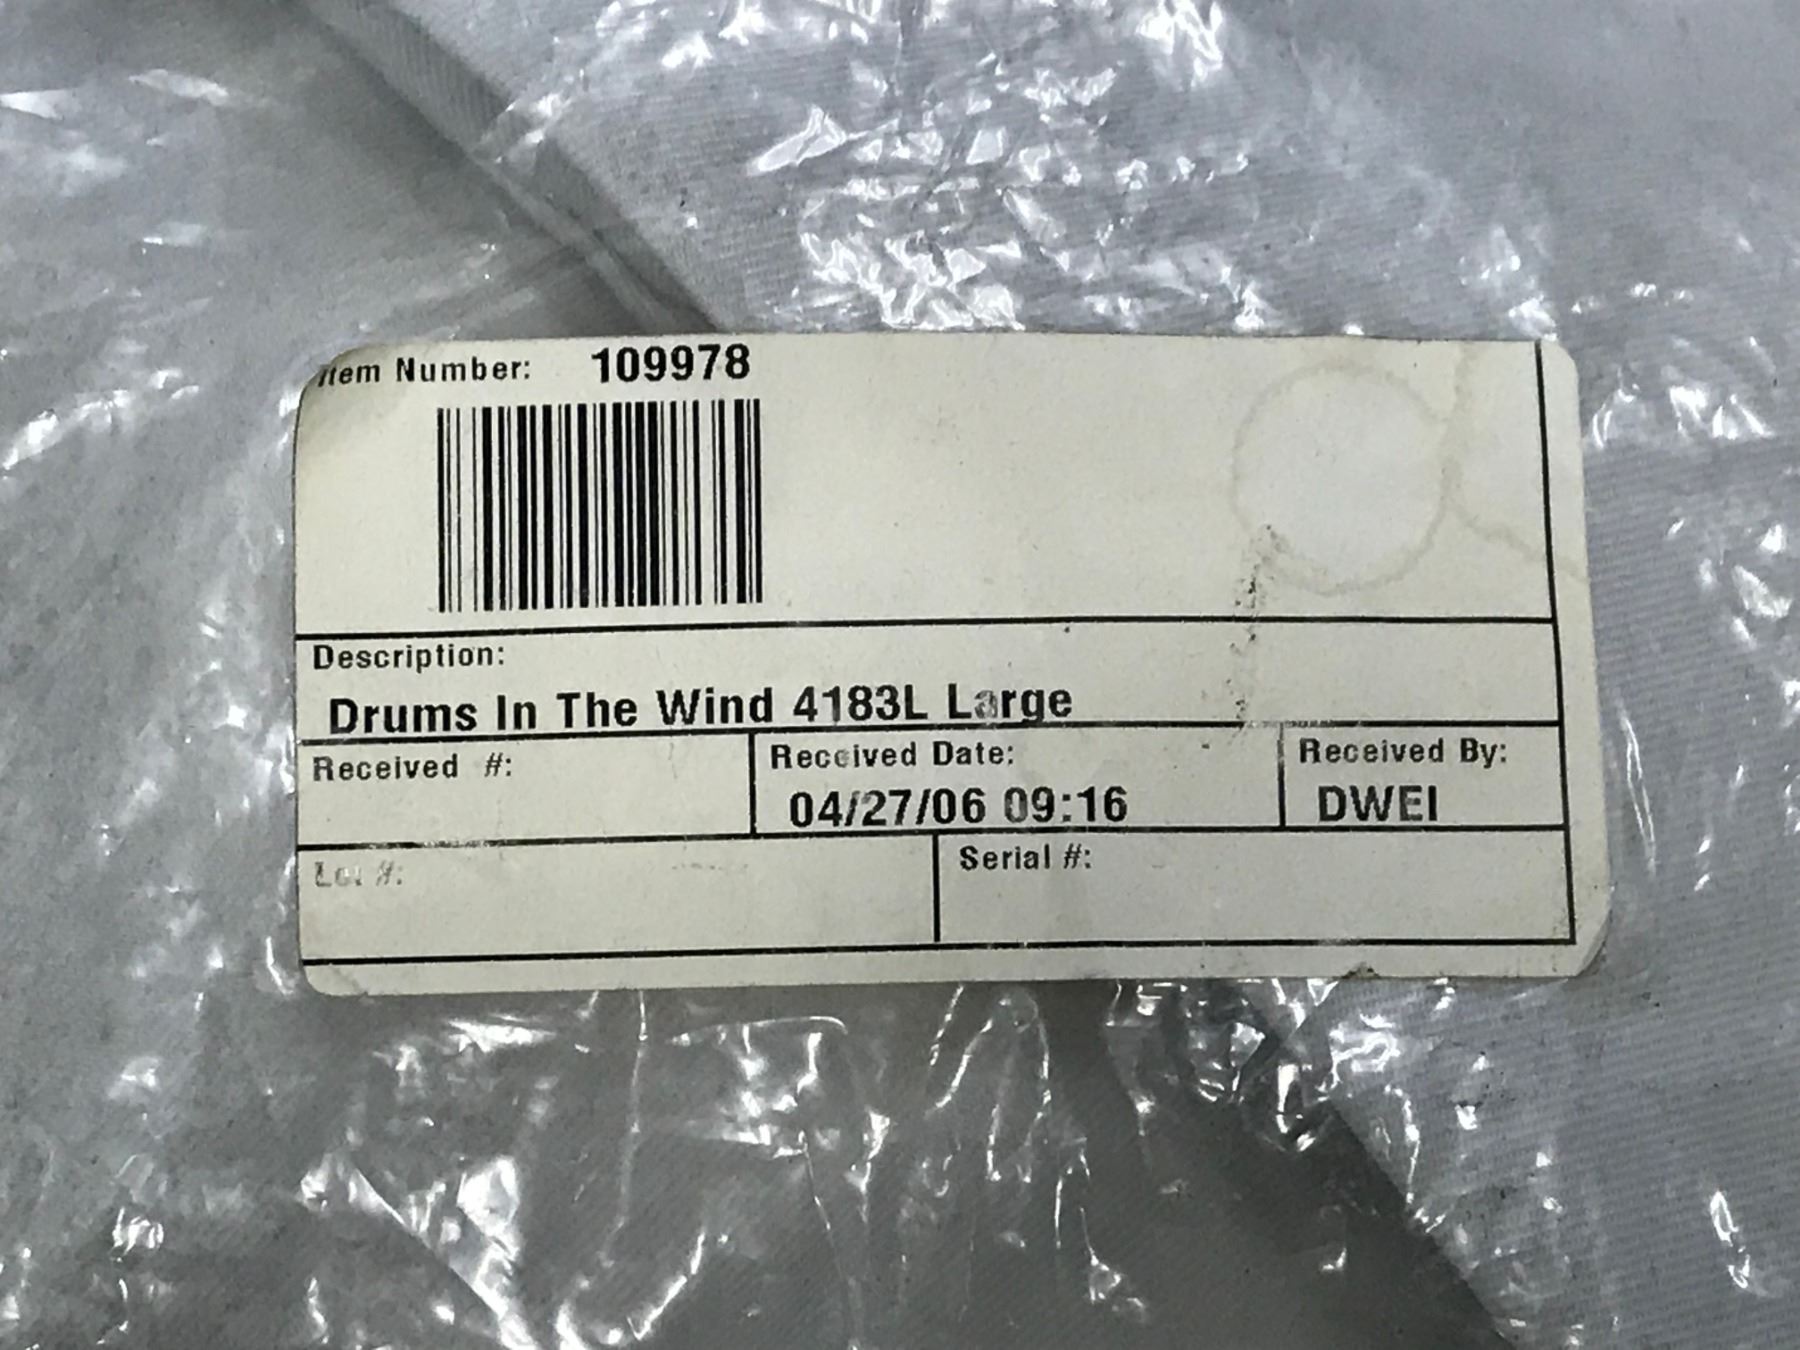 Item Number: 109978
Description:
Drums In The Wind 4183L Large
Received #:
Received Date:
Received By:
04/27/06 09:16
DWEI
Lot #:
Serial #: